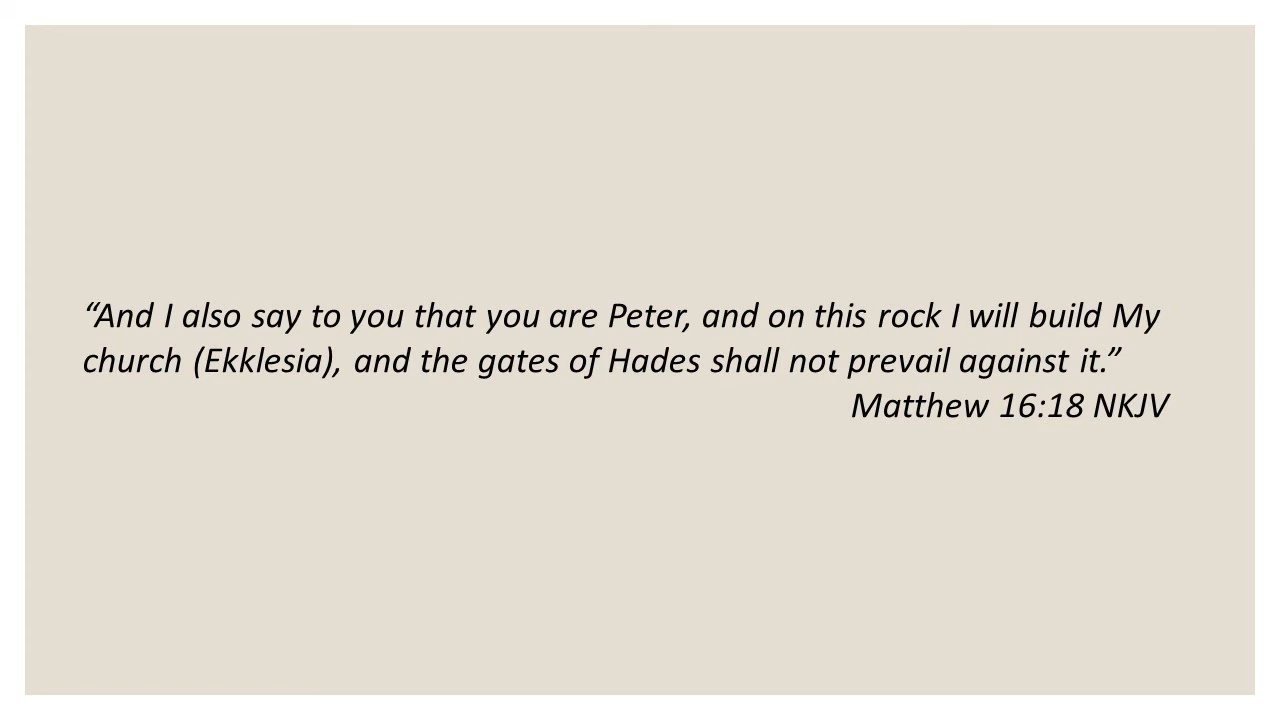 “And I also say to you that you are Peter, and on this rock I will build My
church (Ekklesia), and the gates of Hades shall not prevail against it.”
Matthew 16:18 NKJV